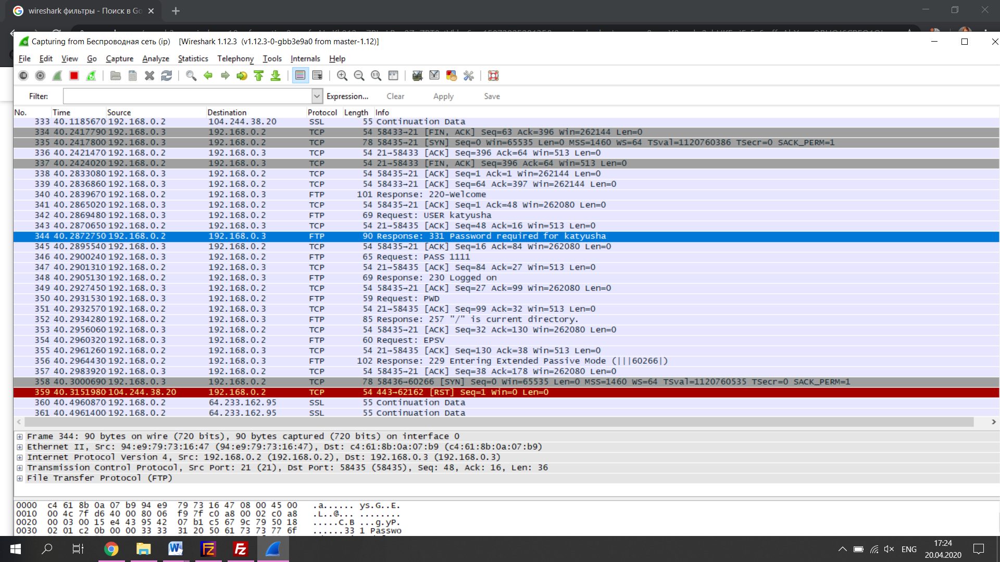 wireshark фильтры - Поиск в Go
Capturing from Беспроводная сеть (ip) [Wireshark 1.12.3 (v1.12.3-0-gbb3e9a0 from master-1.12)]
File Edit View Go Capture Analyze Statistics Telephony Tools Internals Help
Filter: Expression... Clear Apply Save
No. Time Source Destination Protocol Length Info
333 40.1185670 192.168.0.2 104.244.38.20 SSL 55 Continuation Data
334 40.2417790 192.168.0.3 192.168.0.2 TCP 54 58433→21 [FIN, ACK] Seq=63 Ack=396 Win=262144 Len=0
335 40.2417800 192.168.0.3 192.168.0.2 TCP 78 58435→21 [SYN] Seq=0 Win=65535 Len=0 MSS=1460 WS=64 TSval=1120760386 TSecr=0 SACK_PERM=1
336 40.2421470 192.168.0.2 192.168.0.3 TCP 54 21→58433 [ACK] Seq=396 Ack=64 Win=513 Len=0
337 40.2424020 192.168.0.2 192.168.0.3 TCP 54 21→58433 [FIN, ACK] Seq=396 Ack=64 Win=513 Len=0
338 40.2833080 192.168.0.3 192.168.0.2 TCP 54 58435→21 [ACK] Seq=1 Ack=1 Win=262144 Len=0
339 40.2836860 192.168.0.3 192.168.0.2 TCP 54 58433→21 [ACK] Seq=64 Ack=397 Win=262144 Len=0
340 40.2839670 192.168.0.2 192.168.0.3 FTP 101 Response: 220-Welcome
341 40.2865020 192.168.0.3 192.168.0.2 TCP 54 58435→21 [ACK] Seq=1 Ack=48 Win=262080 Len=0
342 40.2869480 192.168.0.3 192.168.0.2 FTP 69 Request: USER katyusha
343 40.2870650 192.168.0.2 192.168.0.3 TCP 54 21→58435 [ACK] Seq=48 Ack=16 Win=513 Len=0
344 40.2872750 192.168.0.2 192.168.0.3 FTP 90 Response: 331 Password required for katyusha
345 40.2895540 192.168.0.3 192.168.0.2 TCP 54 58435→21 [ACK] Seq=16 Ack=84 Win=262080 Len=0
346 40.2900240 192.168.0.3 192.168.0.2 FTP 65 Request: PASS 1111
347 40.2901310 192.168.0.2 192.168.0.3 TCP 54 21→58435 [ACK] Seq=84 Ack=27 Win=513 Len=0
348 40.2905130 192.168.0.2 192.168.0.3 FTP 69 Response: 230 Logged on
349 40.2927450 192.168.0.3 192.168.0.2 TCP 54 58435→21 [ACK] Seq=27 Ack=99 Win=262080 Len=0
350 40.2931530 192.168.0.3 192.168.0.2 FTP 59 Request: PWD
351 40.2932570 192.168.0.2 192.168.0.3 TCP 54 21→58435 [ACK] Seq=99 Ack=32 Win=513 Len=0
352 40.2934280 192.168.0.2 192.168.0.3 FTP 85 Response: 257 "/" is current directory.
353 40.2956060 192.168.0.3 192.168.0.2 TCP 54 58435→21 [ACK] Seq=32 Ack=130 Win=262080 Len=0
354 40.2960320 192.168.0.3 192.168.0.2 FTP 60 Request: EPSV
355 40.2961260 192.168.0.2 192.168.0.3 TCP 54 21→58435 [ACK] Seq=130 Ack=38 Win=513 Len=0
356 40.2964430 192.168.0.2 192.168.0.3 FTP 102 Response: 229 Entering Extended Passive Mode (|||60266|)
357 40.2983920 192.168.0.3 192.168.0.2 TCP 54 58435→21 [ACK] Seq=38 Ack=178 Win=262080 Len=0
358 40.3000690 192.168.0.3 192.168.0.2 TCP 78 58436→60266 [SYN] Seq=0 Win=65535 Len=0 MSS=1460 WS=64 TSval=1120760535 TSecr=0 SACK_PERM=1
359 40.3151980 104.244.38.20 192.168.0.2 TCP 54 443→62162 [RST] Seq=1 Win=0 Len=0
360 40.4960870 192.168.0.2 64.233.162.95 SSL 55 Continuation Data
361 40.4961400 192.168.0.2 64.233.162.95 SSL 55 Continuation Data
Frame 344: 90 bytes on wire (720 bits), 90 bytes captured (720 bits) on interface 0
Ethernet II, Src: 94:e9:79:73:16:47 (94:e9:79:73:16:47), Dst: c4:61:8b:0a:07:b9 (c4:61:8b:0a:07:b9)
Internet Protocol Version 4, Src: 192.168.0.2 (192.168.0.2), Dst: 192.168.0.3 (192.168.0.3)
Transmission Control Protocol, Src Port: 21 (21), Dst Port: 58435 (58435), Seq: 48, Ack: 16, Len: 36
File Transfer Protocol (FTP)
0000 c4 61 8b 0a 07 b9 94 e9 79 73 16 47 08 00 45 00 .a...... ys.G..E.
0010 00 4c 7f d6 40 00 80 06 f9 7f c0 a8 00 02 c0 a8 .L..@... ........
0020 00 03 00 15 e4 43 95 42 07 b1 c5 67 9c 79 50 18 .....C.B ...g.yP.
0030 02 01 c2 0b 00 00 33 33 31 20 50 61 73 73 77 6f ......33 1 Passwo
ENG
17:24
20.04.2020